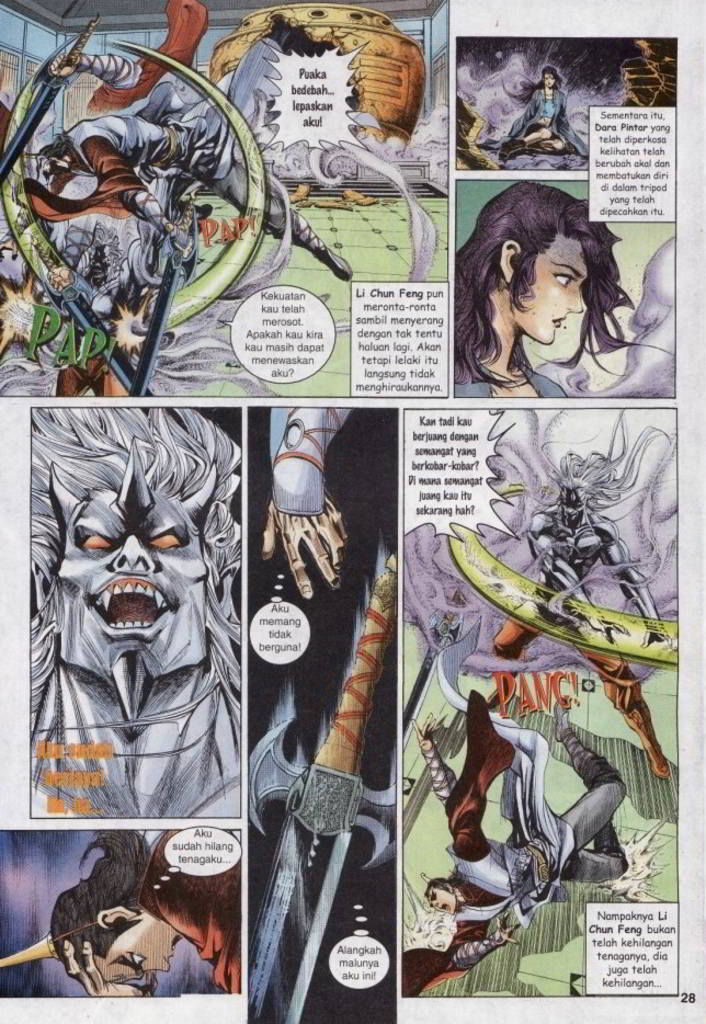 Puaka
bedebah...
lepaskan
aku!
PAP!
PAP!
Kekuatan
kau telah
merosot.
Apakah kau kira
kau masih dapat
menewaskan
aku?
Li Chun Feng pun
meronta-ronta
sambil menyerang
dengan tak tentu
haluan lagi. Akan
tetapi lelaki itu
langsung tidak
menghiraukannya.
Sementara itu,
Dara Pintar yang
telah diperkosa
kelihatan telah
berubah akal dan
membatukan diri
di dalam tripod
yang telah
dipecahkan itu.
Aku sudah
Ha, ha...
Aku
sudah hilang
tenagaku...
Aku
memang
tidak
berguna!
Alangkah
malunya
aku ini!
Kan tadi kau
berjuang dengan
semangat yang
berkobar-kobar?
Di mana semangat
juang kau itu
sekarang hah?
PANG!
Nampaknya Li
Chun Feng bukan
telah kehilangan
tenaganya, dia
juga telah
kehilangan...
28